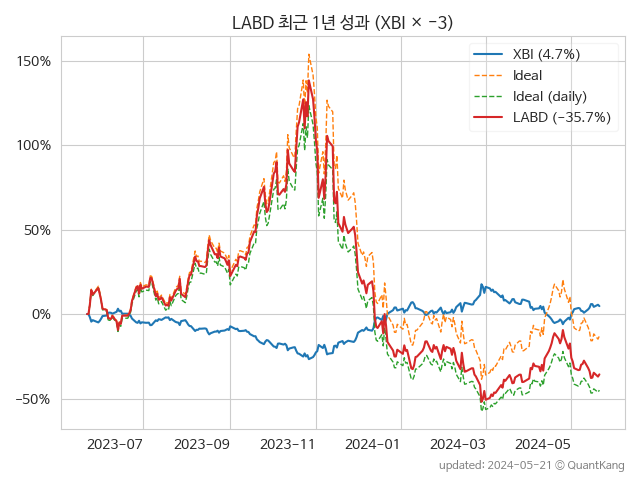 LABD 최근 1년 성과 (XBI × −3)
150%
100%
50%
0%
−50%
XBI (4.7%)
Ideal
Ideal (daily)
LABD (−35.7%)
2023−07
2023−09
2023−11
2024−01
2024−03
2024−05
updated: 2024−05−21 © QuantKang